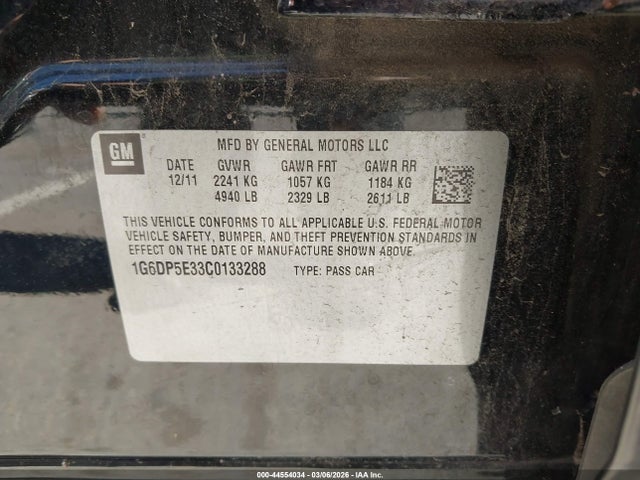 GM
MFD BY GENERAL MOTORS LLC
DATE GVWR GAWR FRT GAWR RR
12/11 2241 KG 1057 KG 1184 KG
4940 LB 2329 LB 2611 LB
THIS VEHICLE CONFORMS TO ALL APPLICABLE U.S. FEDERAL MOTOR
VEHICLE SAFETY, BUMPER, AND THEFT PREVENTION STANDARDS IN
EFFECT ON THE DATE OF MANUFACTURE SHOWN ABOVE.
1G6DP5E33C0133288 TYPE: PASS CAR
000-44554034 | 03/06/2026 | COPYRIGHT IAA, LLC